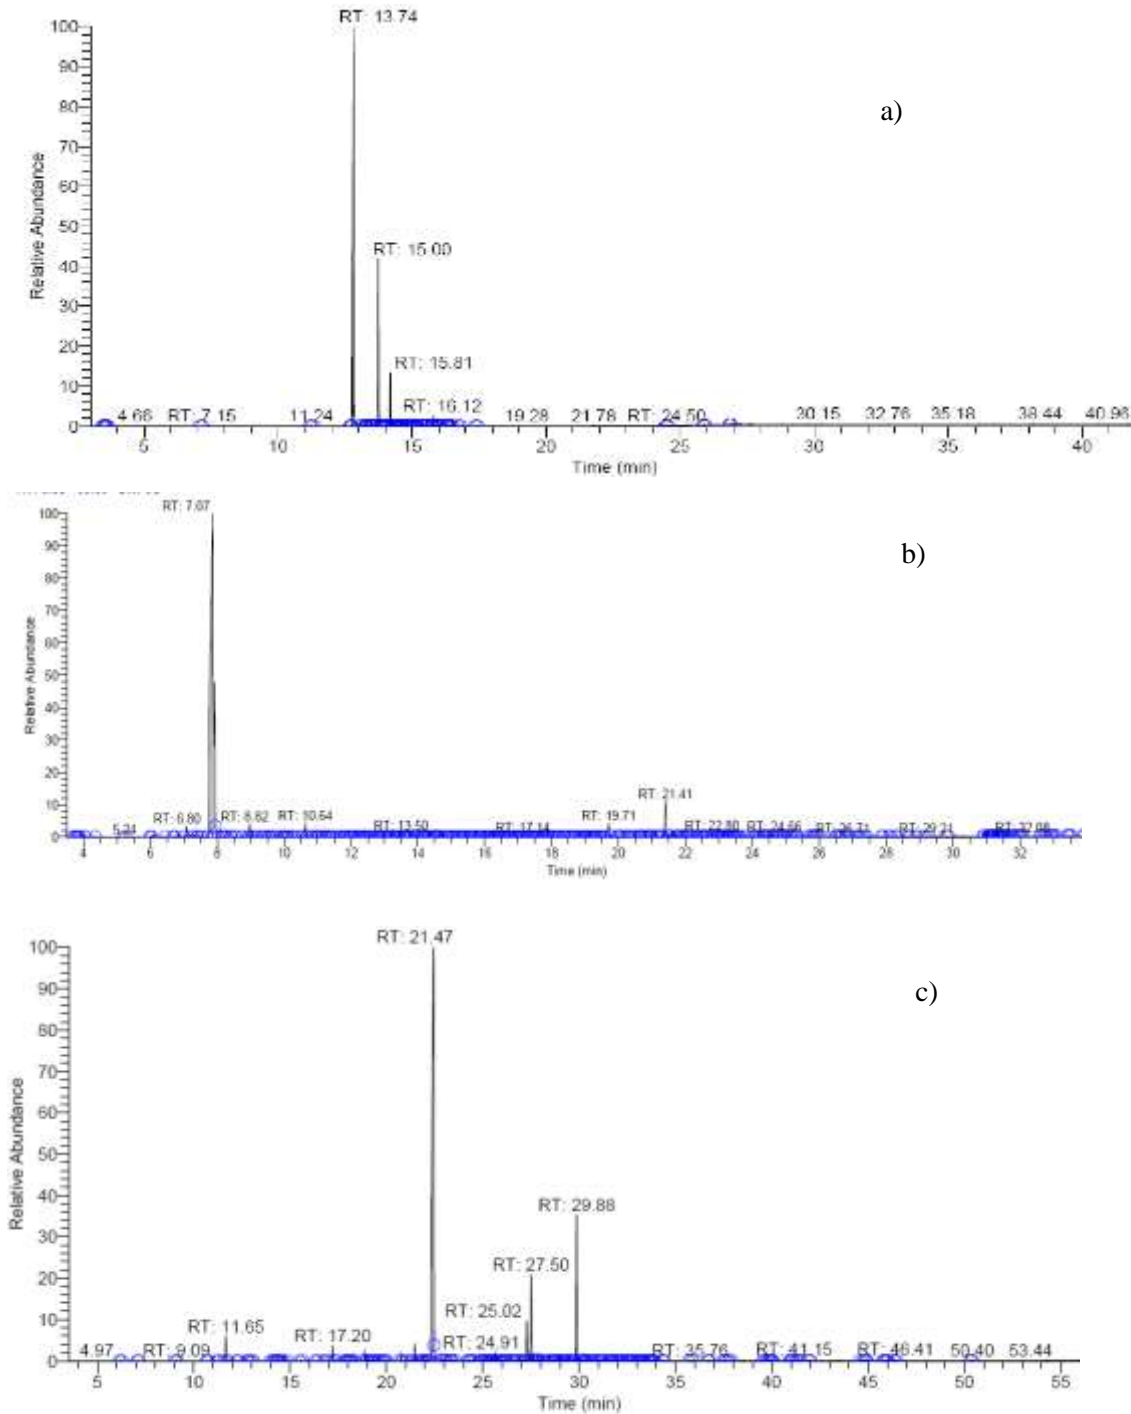 RT: 13.74
100
90
a)
80
70
60
50
RT: 15.00
40
30
20
RT: 15.81
10
RT: 16.12
4.66 RT: 7.15 11.24 19.28 21.78 RT: 24.50 30.15 32.76 35.18 38.44 40.96
0
5 10 15 20 25 30 35 40
Time (min)
Relative Abundance
RT: 7.87
100
90
b)
80
70
60
50
40
30
20
RT: 21.41
10
RT: 6.80 RT: 8.82 RT: 10.64 RT: 19.71
RT: 13.50 RT: 17.14 RT: 29.21
0
4 6 8 10 12 14 16 18 20 22 24 26 28 30 32
Time (min)
Relative Abundance
RT: 21.47
100
90
c)
80
70
60
50
40
RT: 29.88
30
RT: 27.50
20
RT: 25.02
10
RT: 11.65
RT: 17.20
RT: 24.91
4.97 RT: 9.09 RT: 35.76 RT: 41.15 RT: 46.41 50.40 53.44
0
5 10 15 20 25 30 35 40 45 50 55
Time (min)
Relative Abundance